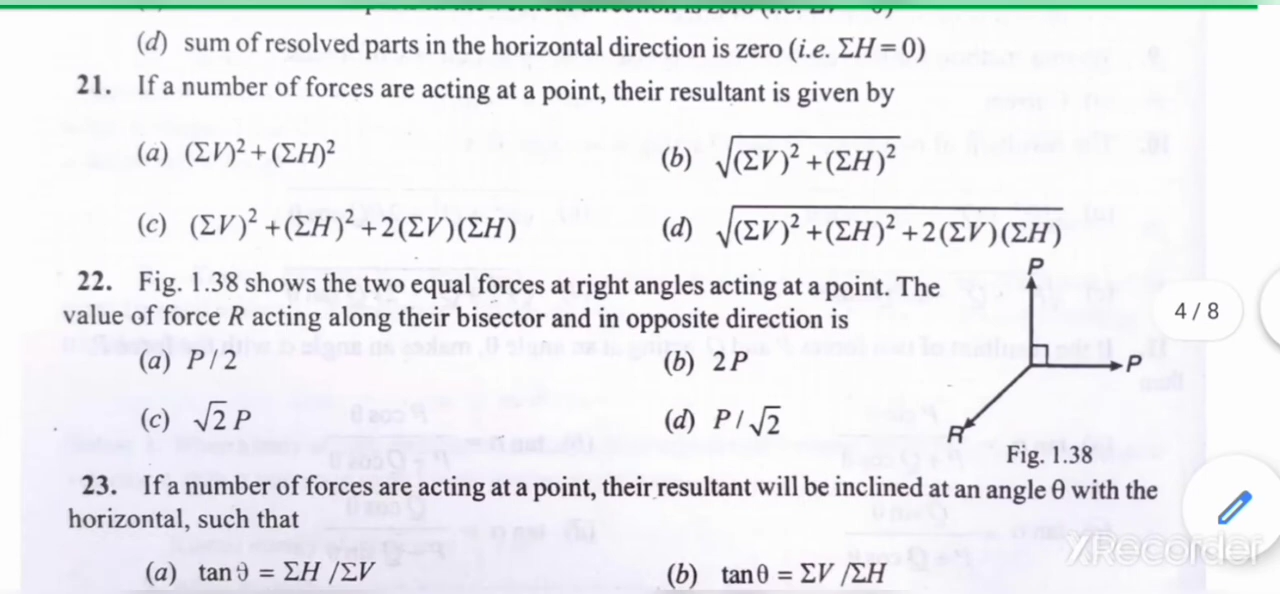 (d) sum of resolved parts in the horizontal direction is zero (i.e. ΣH = 0)
21. If a number of forces are acting at a point, their resultant is given by
(a) (ΣV)² + (ΣH)²
(b) √((ΣV)² + (ΣH)²)
(c) (ΣV)² + (ΣH)² + 2(ΣV)(ΣH)
(d) √((ΣV)² + (ΣH)² + 2(ΣV)(ΣH))
22. Fig. 1.38 shows the two equal forces at right angles acting at a point. The
value of force R acting along their bisector and in opposite direction is
(a) P/2
(b) 2P
(c) √2 P
(d) P/√2
P
P
R
Fig. 1.38
4 / 8
23. If a number of forces are acting at a point, their resultant will be inclined at an angle θ with the
horizontal, such that
(a) tan θ = ΣH /ΣV
(b) tan θ = ΣV /ΣH
XRecorder